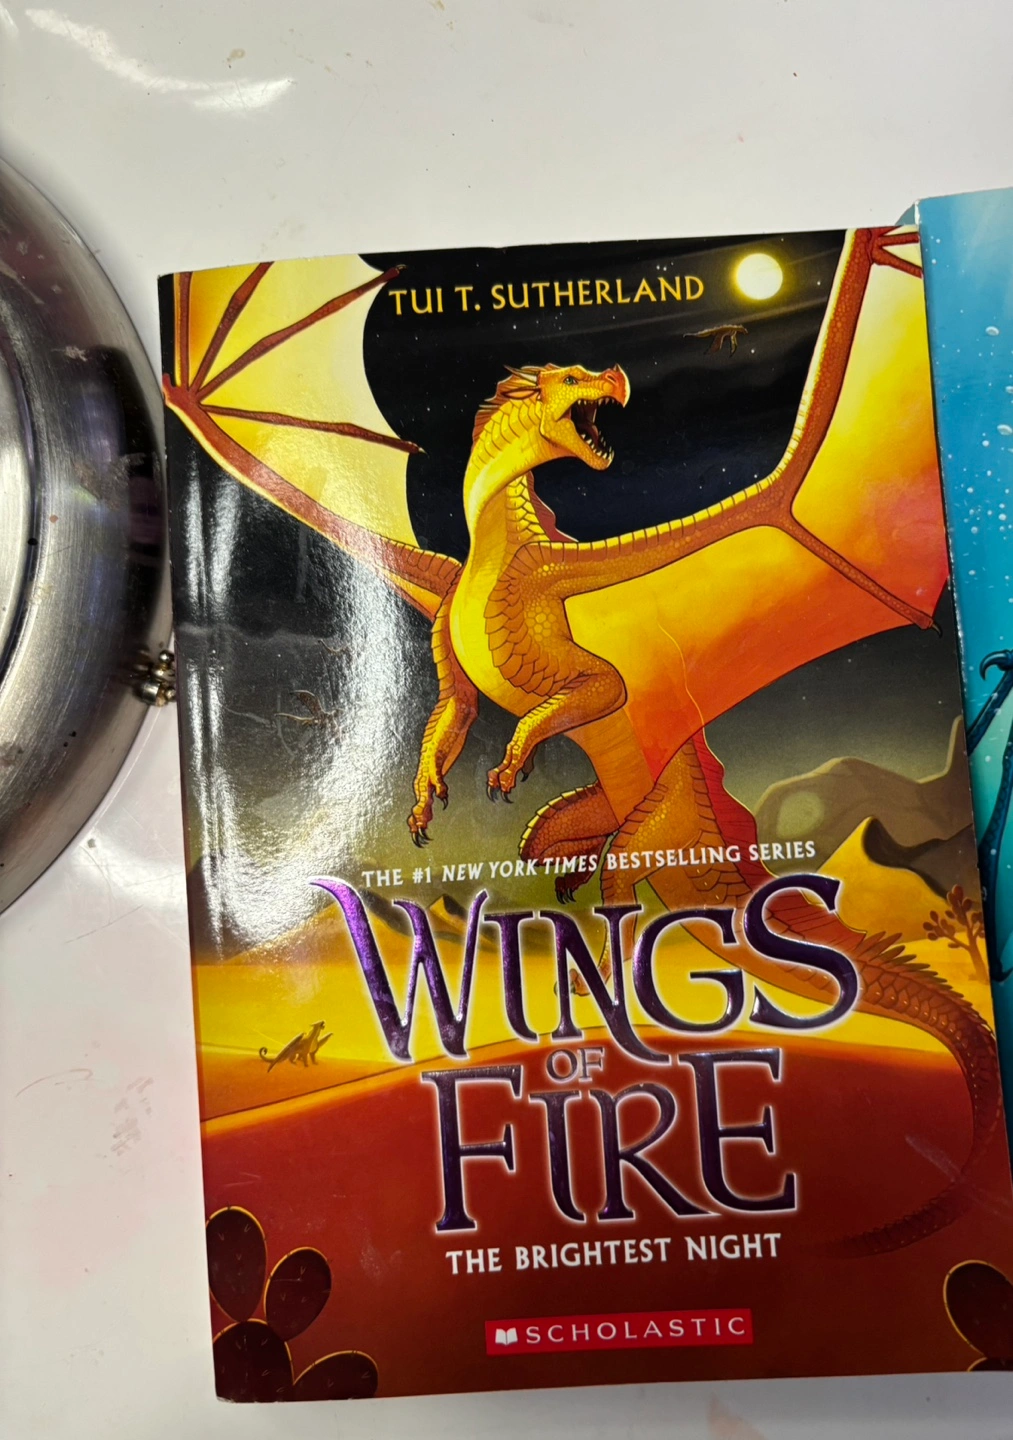 TUI T. SUTHERLAND
THE #1 NEW YORK TIMES BESTSELLING SERIES
WINGS
OF
FIRE
THE BRIGHTEST NIGHT
SCHOLASTIC